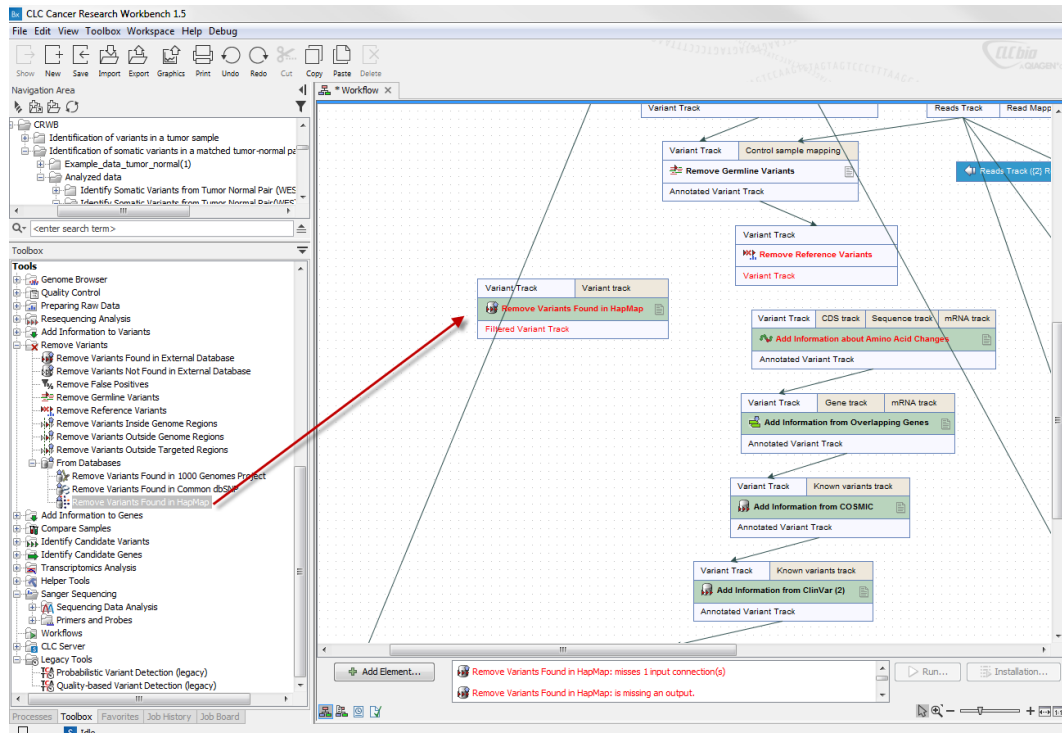 CLC Cancer Research Workbench 1.5
File Edit View Toolbox Workspace Help Debug
Show New Save Import Export Graphics Print Undo Redo Cut Copy Paste Delete
CLC bio
Navigation Area
* Workflow
CRWB
Identification of variants in a tumor sample
Identification of somatic variants in a matched tumor-normal pa
Example_data_tumor_normal(1)
Analyzed data
Identify Somatic Variants from Tumor Normal Pair (WES
Identify Somatic Variants from Tumor Normal Pair(WES
<enter search term>
Toolbox
Tools
Genome Browser
Quality Control
Preparing Raw Data
Resequencing Analysis
Add Information to Variants
Remove Variants
Remove Variants Found in External Database
Remove Variants Not Found in External Database
Remove False Positives
Remove Germline Variants
Remove Reference Variants
Remove Variants Inside Genome Regions
Remove Variants Outside Genome Regions
Remove Variants Outside Targeted Regions
From Databases
Remove Variants Found in 1000 Genomes Project
Remove Variants Found in Common dbSNP
Remove Variants Found in HapMap
Add Information to Genes
Compare Samples
Identify Candidate Variants
Identify Candidate Genes
Transcriptomics Analysis
Helper Tools
Sanger Sequencing
Sequencing Data Analysis
Primers and Probes
Workflows
CLC Server
Legacy Tools
Probabilistic Variant Detection (legacy)
Quality-based Variant Detection (legacy)
Processes Toolbox Favorites Job History Job Board
Idle
Variant Track
Reads Track Read Mapp
Variant Track Control sample mapping
Remove Germline Variants
Annotated Variant Track
Reads Track ([2] R
Variant Track
Remove Reference Variants
Variant Track
Variant Track Variant track
Remove Variants Found in HapMap
Filtered Variant Track
Variant Track CDS track Sequence track mRNA track
Add Information about Amino Acid Changes
Annotated Variant Track
Variant Track Gene track mRNA track
Add Information from Overlapping Genes
Annotated Variant Track
Variant Track Known variants track
Add Information from COSMIC
Annotated Variant Track
Variant Track Known variants track
Add Information from ClinVar (2)
Annotated Variant Track
Add Element...
Remove Variants Found in HapMap: misses 1 input connection(s)
Remove Variants Found in HapMap: is missing an output.
Run...
Installation...